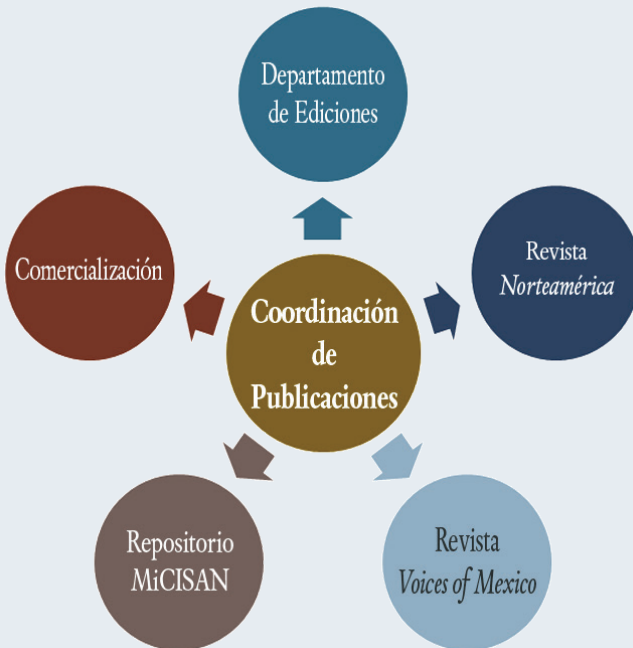 Departamento
de Ediciones
Comercialización
Revista
Norteamérica
Coordinación
de
Publicaciones
Repositorio
MiCISAN
Revista
Voices of Mexico